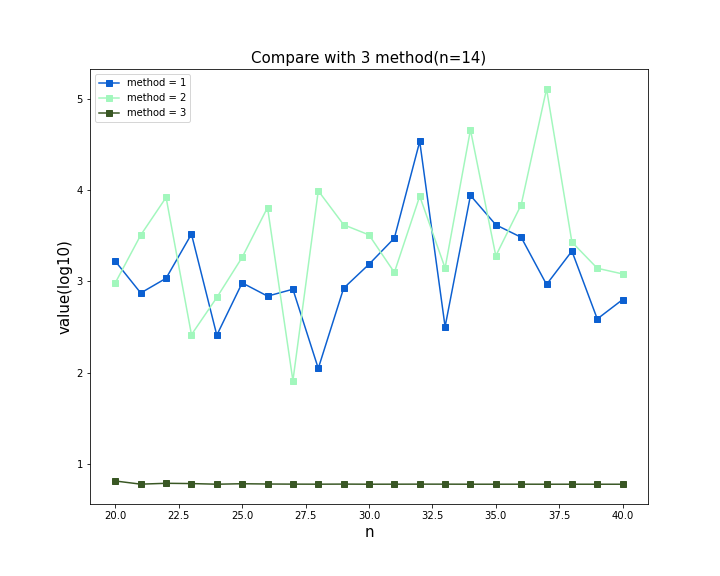 Compare with 3 method(n=14)
method = 1
method = 2
method = 3
value(log10)
5
4
3
2
1
20.0 22.5 25.0 27.5 30.0 32.5 35.0 37.5 40.0
n